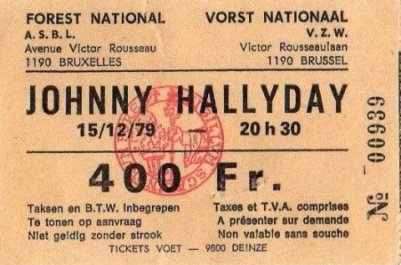 FOREST NATIONAL VORST NATIONAAL
A.S.B.L. V.Z.W.
Avenue Victor Rousseau Victor Rousseaulaan
1190 BRUXELLES 1190 BRUSSEL
JOHNNY HALLYDAY
15/12/79 — 20 h 30
400 Fr.
Taksen en B.T.W. Inbegrepen Taxes et T.V.A. comprises
Te tonen op aanvraag A présenter sur demande
Niet geldig zonder strook Non valable sans souche
TICKETS VOET — 9800 DEINZE
No 00939